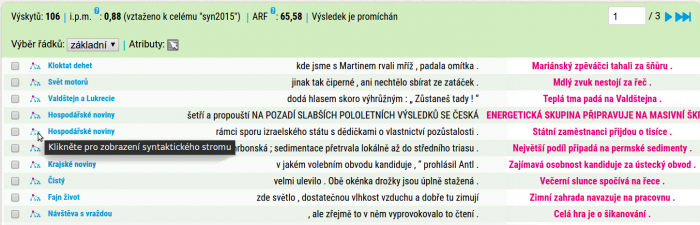 Výskytů: 106 | i.p.m. ? : 0,88 (vztaženo k celému "syn2015") | ARF ? : 65,58 | Výsledek je promíchán 1 / 3
Výběr řádků: základní | Atributy:
Kloktat dehet kde jsme s Martinem rvali mříž , padala omítka . Mariánský zpěváčci tahali za šňůru .
Svět motorů jinak tak čiperné , ani nechtělo sbírat ze zatáček . Mdlý zvuk nestojí za řeč .
Valdštejn a Lukrecie dodá hlasem skoro výhrůžným : „ Zůstaneš tady ! " Teplá tma padá na Valdštejna .
Hospodářské noviny šetří a propouští NA POZADÍ SLABŠÍCH POLOLETNÍCH VÝSLEDKŮ SE ČESKÁ ENERGETICKÁ SKUPINA PŘIPRAVUJE NA MASIVNÍ ŠKR
Hospodářské noviny rámci sporu izraelského státu s dědičkami o vlastnictví pozůstalosti . Státní zaměstnanci přijdou o tisíce .
Klikněte pro zobrazení syntaktického stromu rbonská ; sedimentace přetrvala lokálně až do středního triasu . Největší podíl připadá na permské sedimenty .
Krajské noviny v jakém volebním obvodu kandiduje , " prohlásil Antl . Zajímavá osobnost kandiduje za ústecký obvod .
Čistý velmi ulevilo . Obě okénka drožky jsou úplně stažená . Večerní slunce spočívá na řece .
Fajn život zde světlo , dostatečnou vlhkost vzduchu a dobře tu zimují . Zimní zahrada navazuje na pracovnu .
Návštěva s vraždou , ale zřejmě to v něm vyprovokovalo to čtení . Celá hra je o šikanování .